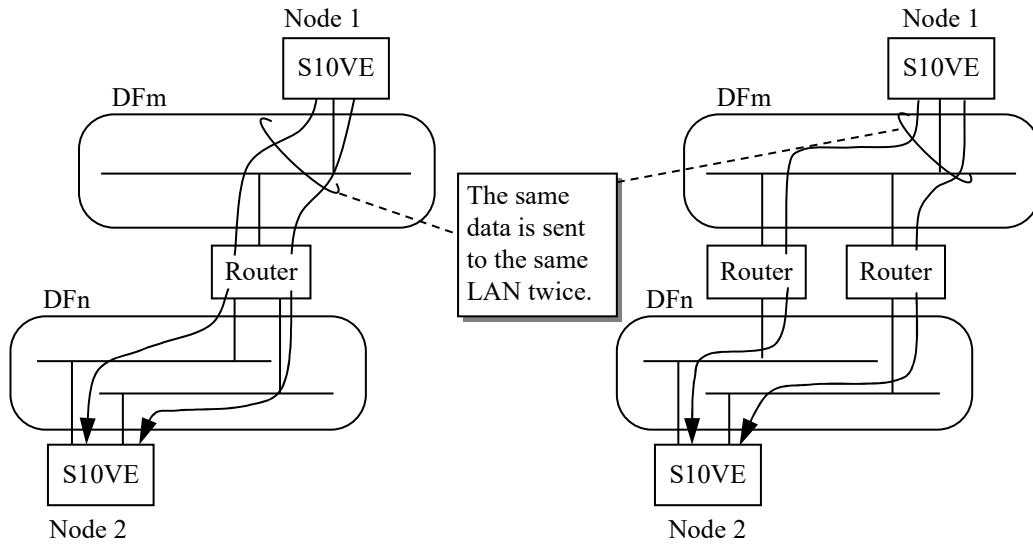 Node 1
S10VE
DFm
Router
DFn
S10VE
Node 2
The same
data is sent
to the same
LAN twice.
Node 1
S10VE
DFm
Router
Router
DFn
S10VE
Node 2